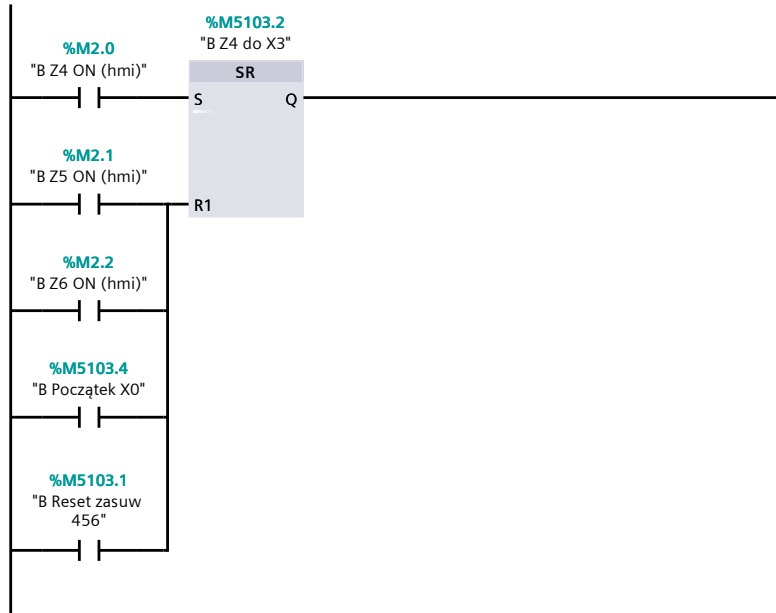 %M5103.2
"B Z4 do X3"
%M2.0
"B Z4 ON (hmi)"
SR
S
Q
%M2.1
"B Z5 ON (hmi)"
R1
%M2.2
"B Z6 ON (hmi)"
%M5103.4
"B Początek X0"
%M5103.1
"B Reset zasuw
456"